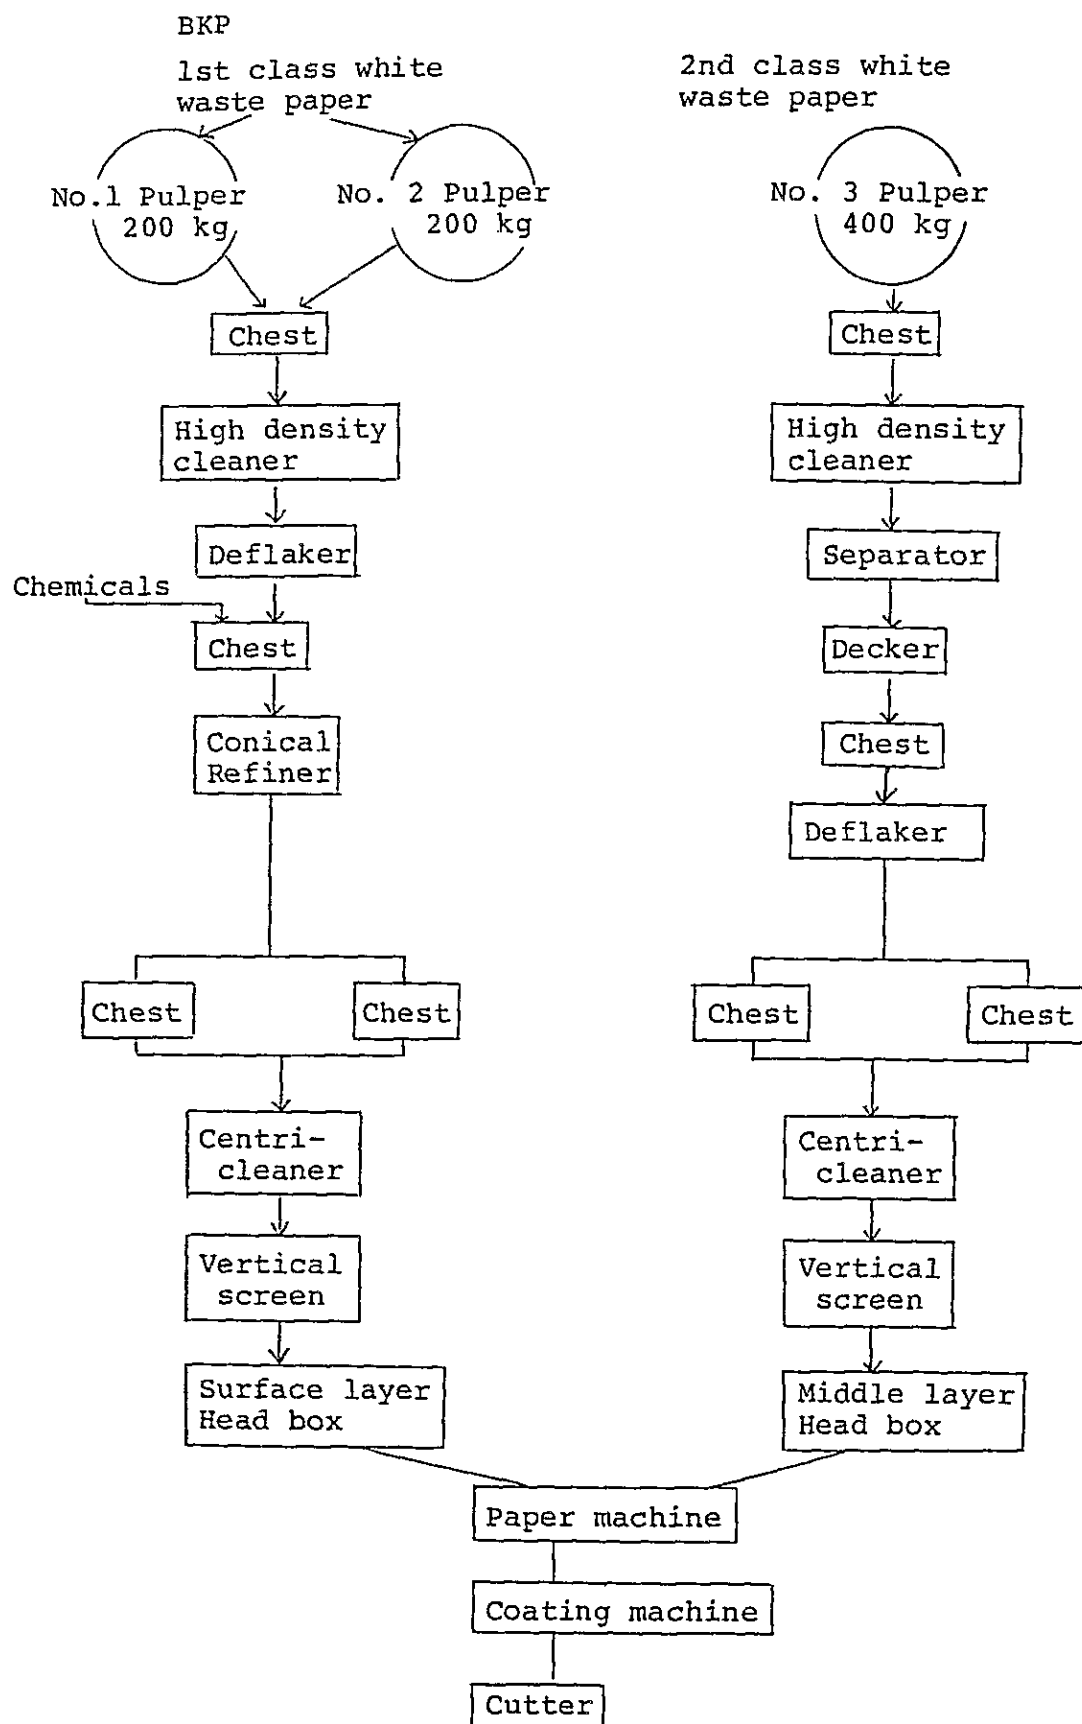 BKP
1st class white
waste paper
2nd class white
waste paper
No.1 Pulper
200 kg
No. 2 Pulper
200 kg
No. 3 Pulper
400 kg
Chest
Chest
High density
cleaner
High density
cleaner
Deflaker
Separator
Chemicals
Chest
Decker
Conical
Refiner
Chest
Deflaker
Chest
Chest
Chest
Chest
Centri-
cleaner
Centri-
cleaner
Vertical
screen
Vertical
screen
Surface layer
Head box
Middle layer
Head box
Paper machine
Coating machine
Cutter